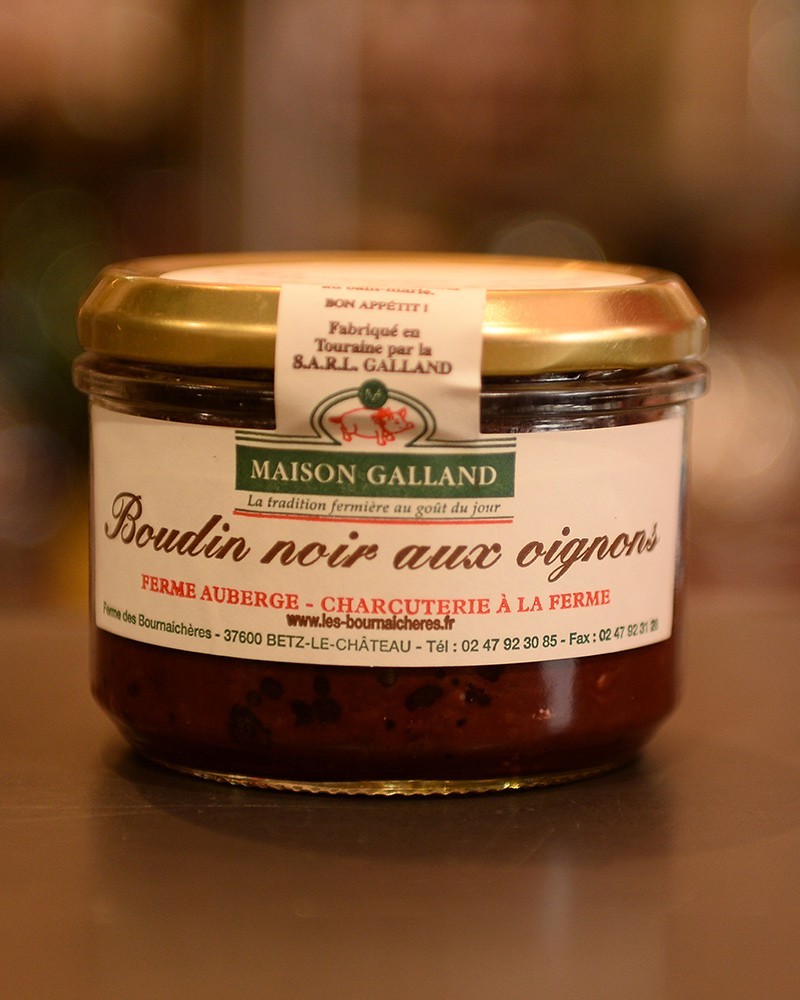 BON APPÉTIT !
Fabriqué en
Touraine par la
S.A.R.L. GALLAND
MAISON GALLAND
La tradition fermière au goût du jour
Boudin noir aux oignons
FERME AUBERGE - CHARCUTERIE À LA FERME
www.les-bournaicheres.fr
Ferme des Bournaichères - 37600 BETZ-LE-CHÂTEAU - Tél : 02 47 92 30 85 - Fax : 02 47 92 31